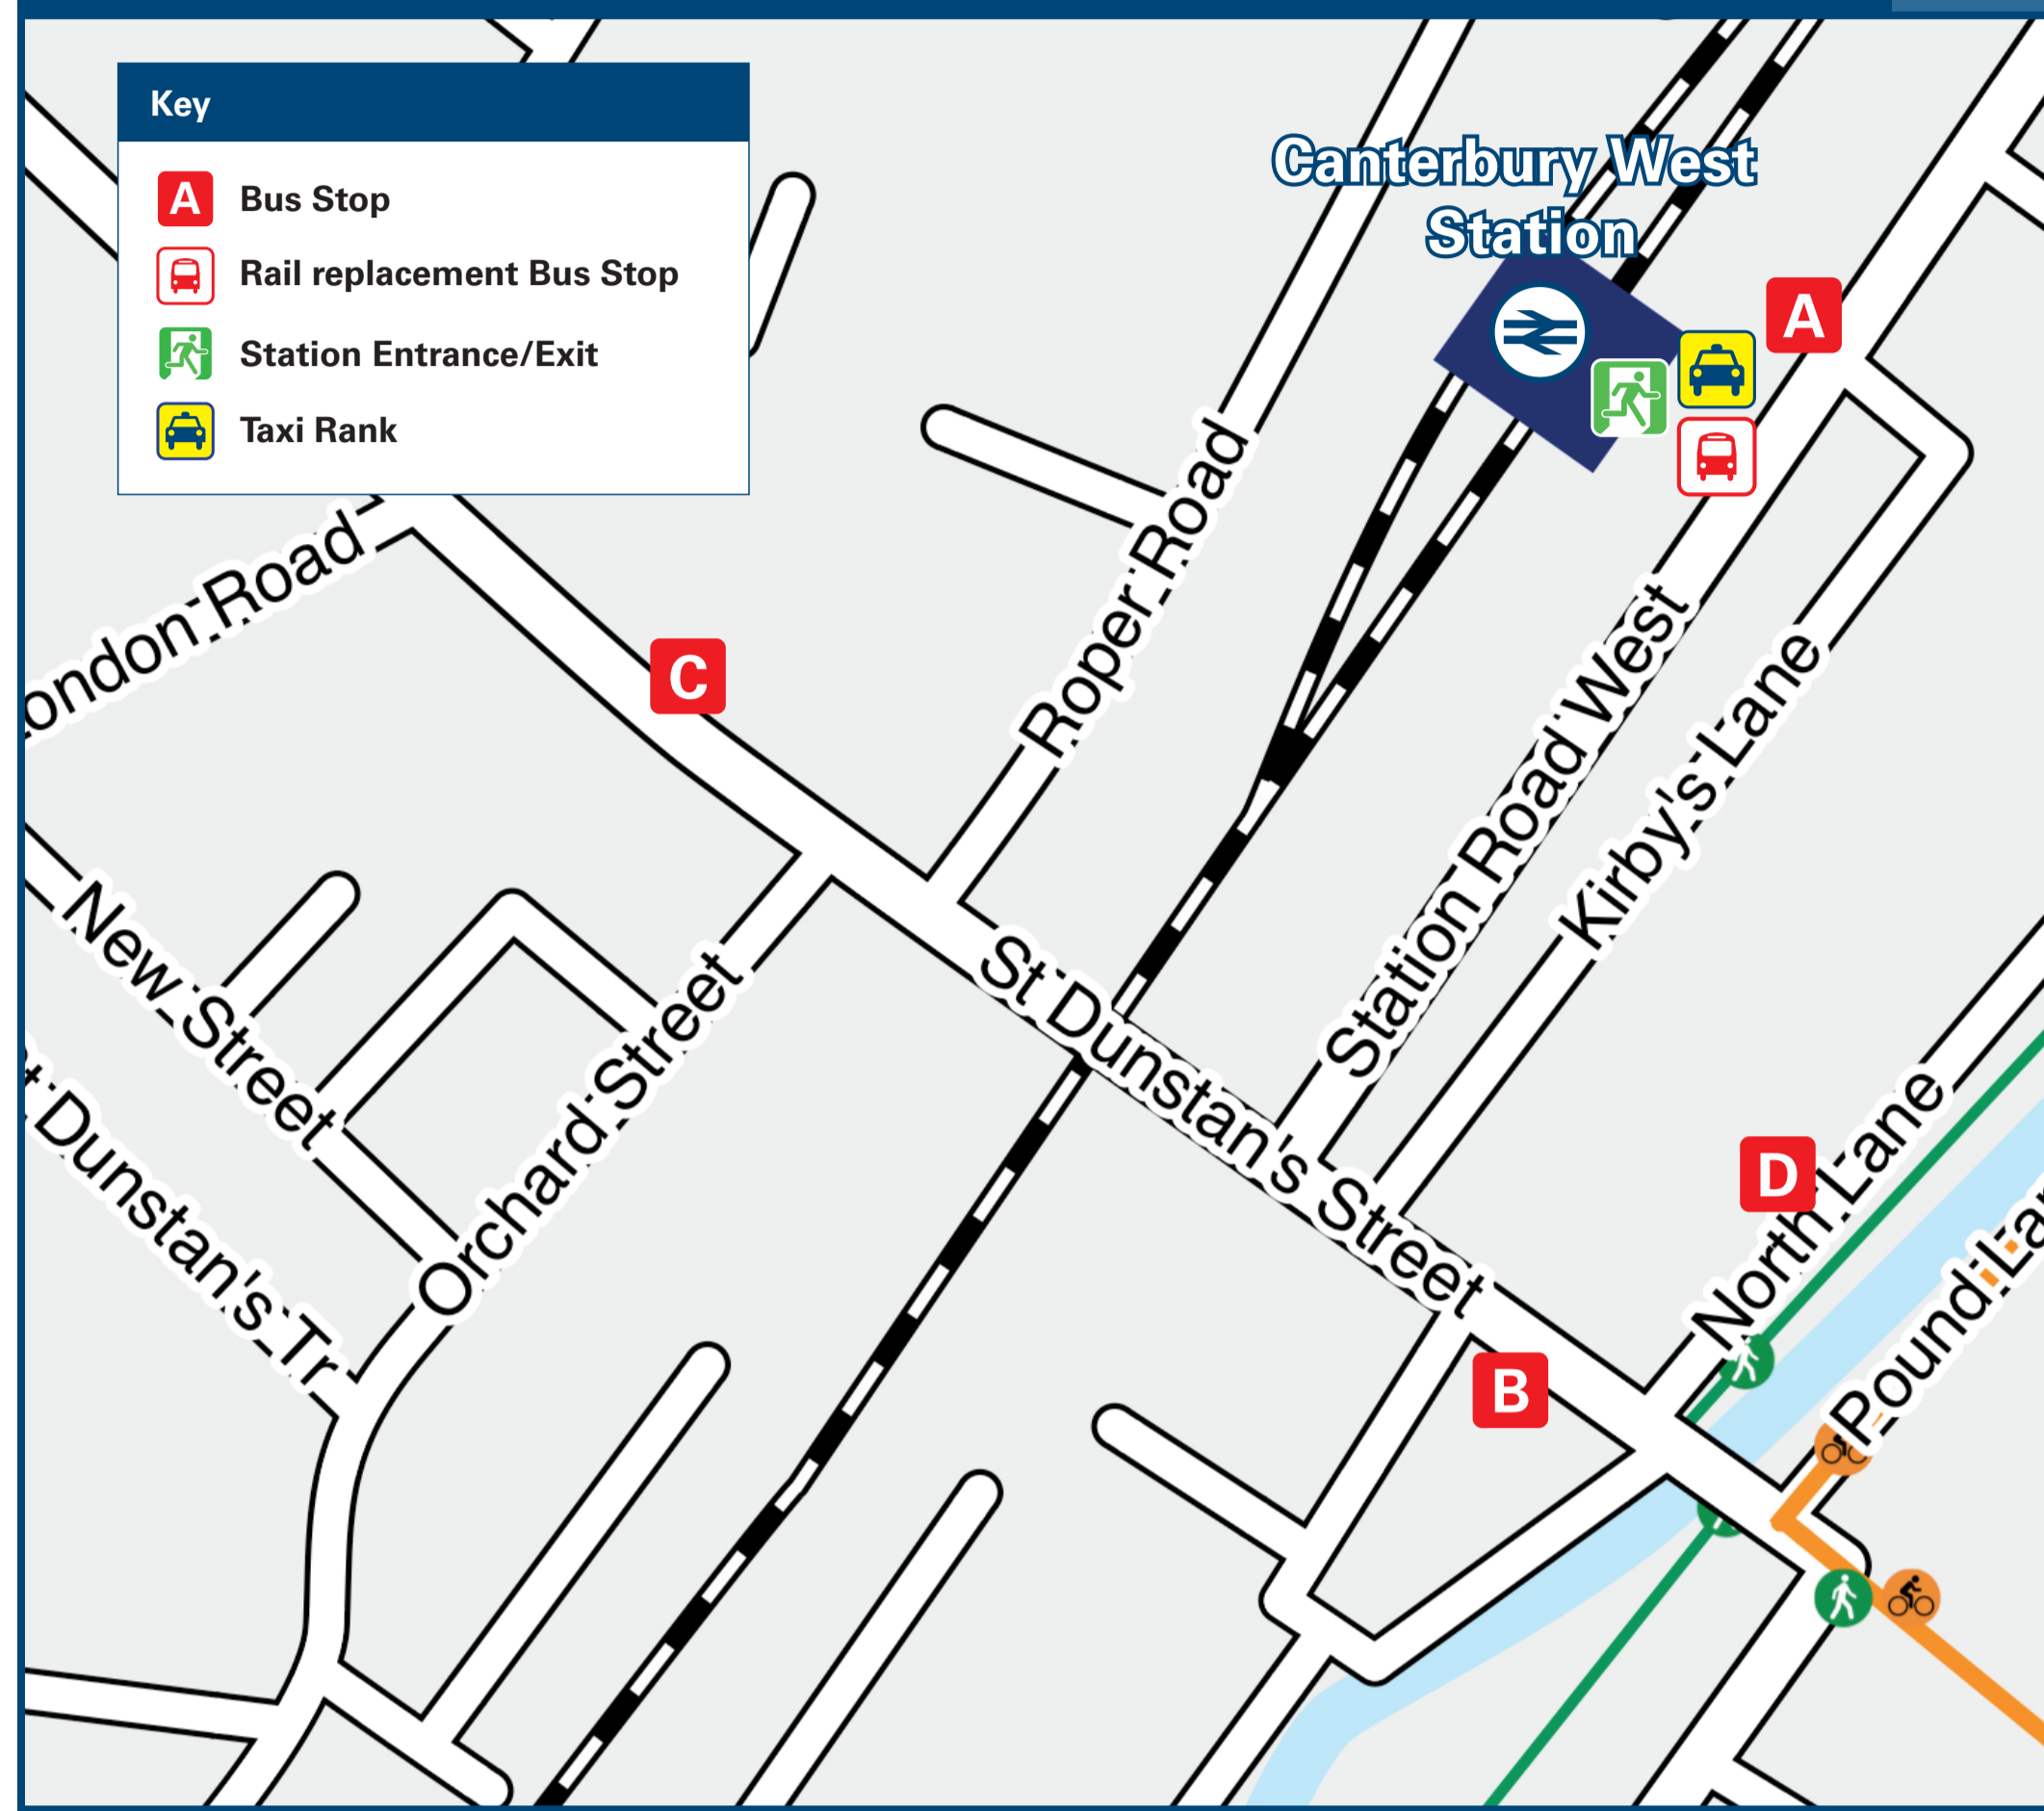 Key
A Bus Stop
Rail replacement Bus Stop
Station Entrance/Exit
Taxi Rank
Canterbury West
Station
A
ondon Road
C
Roper Road
Station Road West
Kirby's Lane
New Street
St Dunstan's Street
Orchard Street
t Dunstan's Tr
D
North Lane
Pound La
B